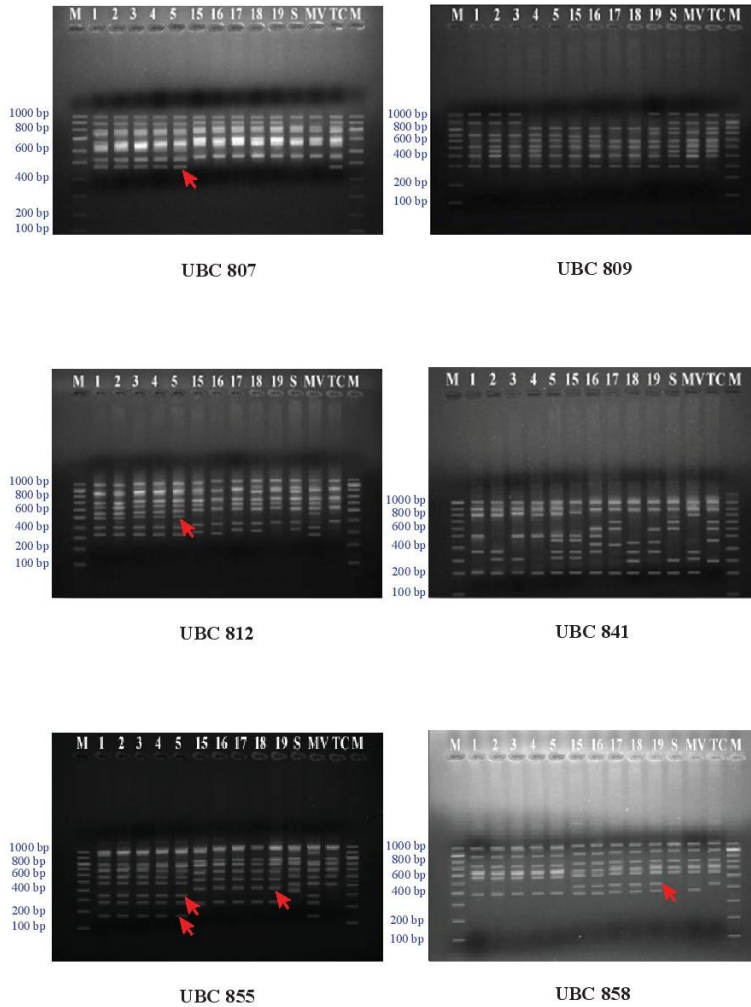 M 1 2 3 4 5 15 16 17 18 19 S MV TC M
1000 bp
800 bp
600 bp
400 bp
200 bp
100 bp
UBC 807
M 1 2 3 4 5 15 16 17 18 19 S MV TC M
1000 bp
800 bp
600 bp
400 bp
200 bp
100 bp
UBC 809
M 1 2 3 4 5 15 16 17 18 19 S MV TC M
1000 bp
800 bp
600 bp
400 bp
200 bp
100 bp
UBC 812
M 1 2 3 4 5 15 16 17 18 19 S MV TC M
1000 bp
800 bp
600 bp
400 bp
200 bp
100 bp
UBC 841
M 1 2 3 4 5 15 16 17 18 19 S MV TC M
1000 bp
800 bp
600 bp
400 bp
200 bp
100 bp
UBC 855
M 1 2 3 4 5 15 16 17 18 19 S MV TC M
1000 bp
800 bp
600 bp
400 bp
200 bp
100 bp
UBC 858